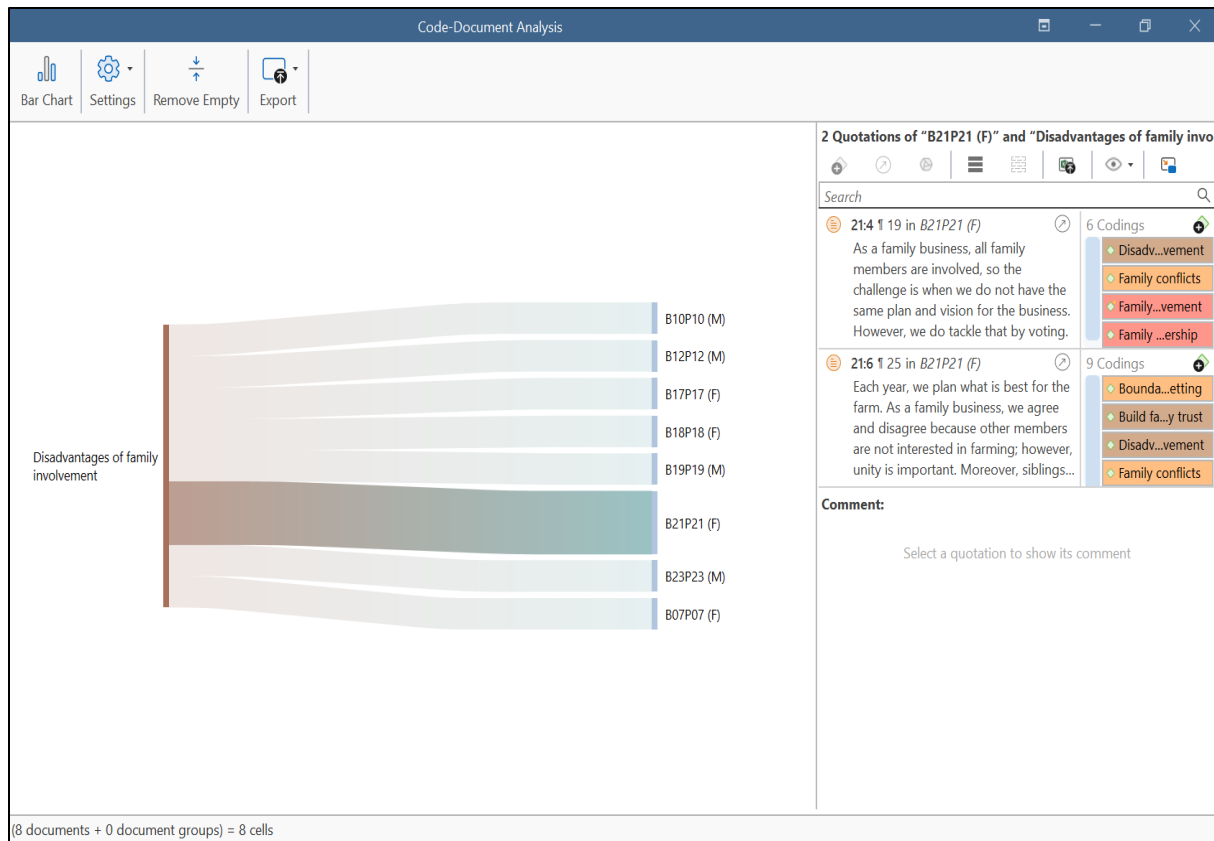 Code-Document Analysis
Bar Chart
Settings
Remove Empty
Export
Disadvantages of family
involvement
B10P10 (M)
B12P12 (M)
B17P17 (F)
B18P18 (F)
B19P19 (M)
B21P21 (F)
B23P23 (M)
B07P07 (F)
2 Quotations of “B21P21 (F)” and “Disadvantages of family invo
Search
21:4 ¶ 19 in B21P21 (F)
As a family business, all family
members are involved, so the
challenge is when we do not have the
same plan and vision for the business.
However, we do tackle that by voting.
6 Codings
Disadv...vement
Family conflicts
Family...vement
Family ...ership
21:6 ¶ 25 in B21P21 (F)
Each year, we plan what is best for the
farm. As a family business, we agree
and disagree because other members
are not interested in farming; however,
unity is important. Moreover, siblings...
9 Codings
Bounda...etting
Build fa...y trust
Disadv...vement
Family conflicts
Comment:
Select a quotation to show its comment
(8 documents + 0 document groups) = 8 cells